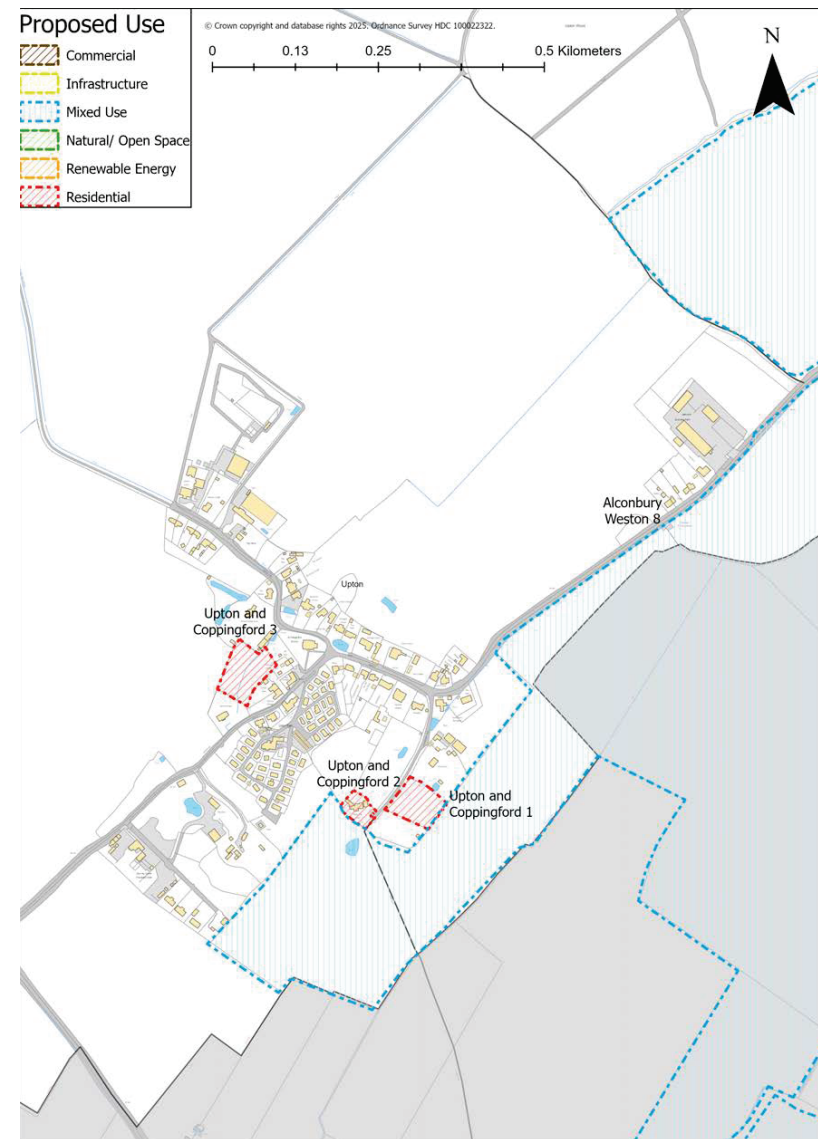 Proposed Use
Commercial
Infrastructure
Mixed Use
Natural/ Open Space
Renewable Energy
Residential
© Crown copyright and database rights 2025. Ordnance Survey HDC 100022322.
0 0,13 0,25 0,5 Kilometers
N
Alconbury
Weston 8
Upton
Upton and
Coppingford 3
Upton and
Coppingford 2
Upton and
Coppingford 1